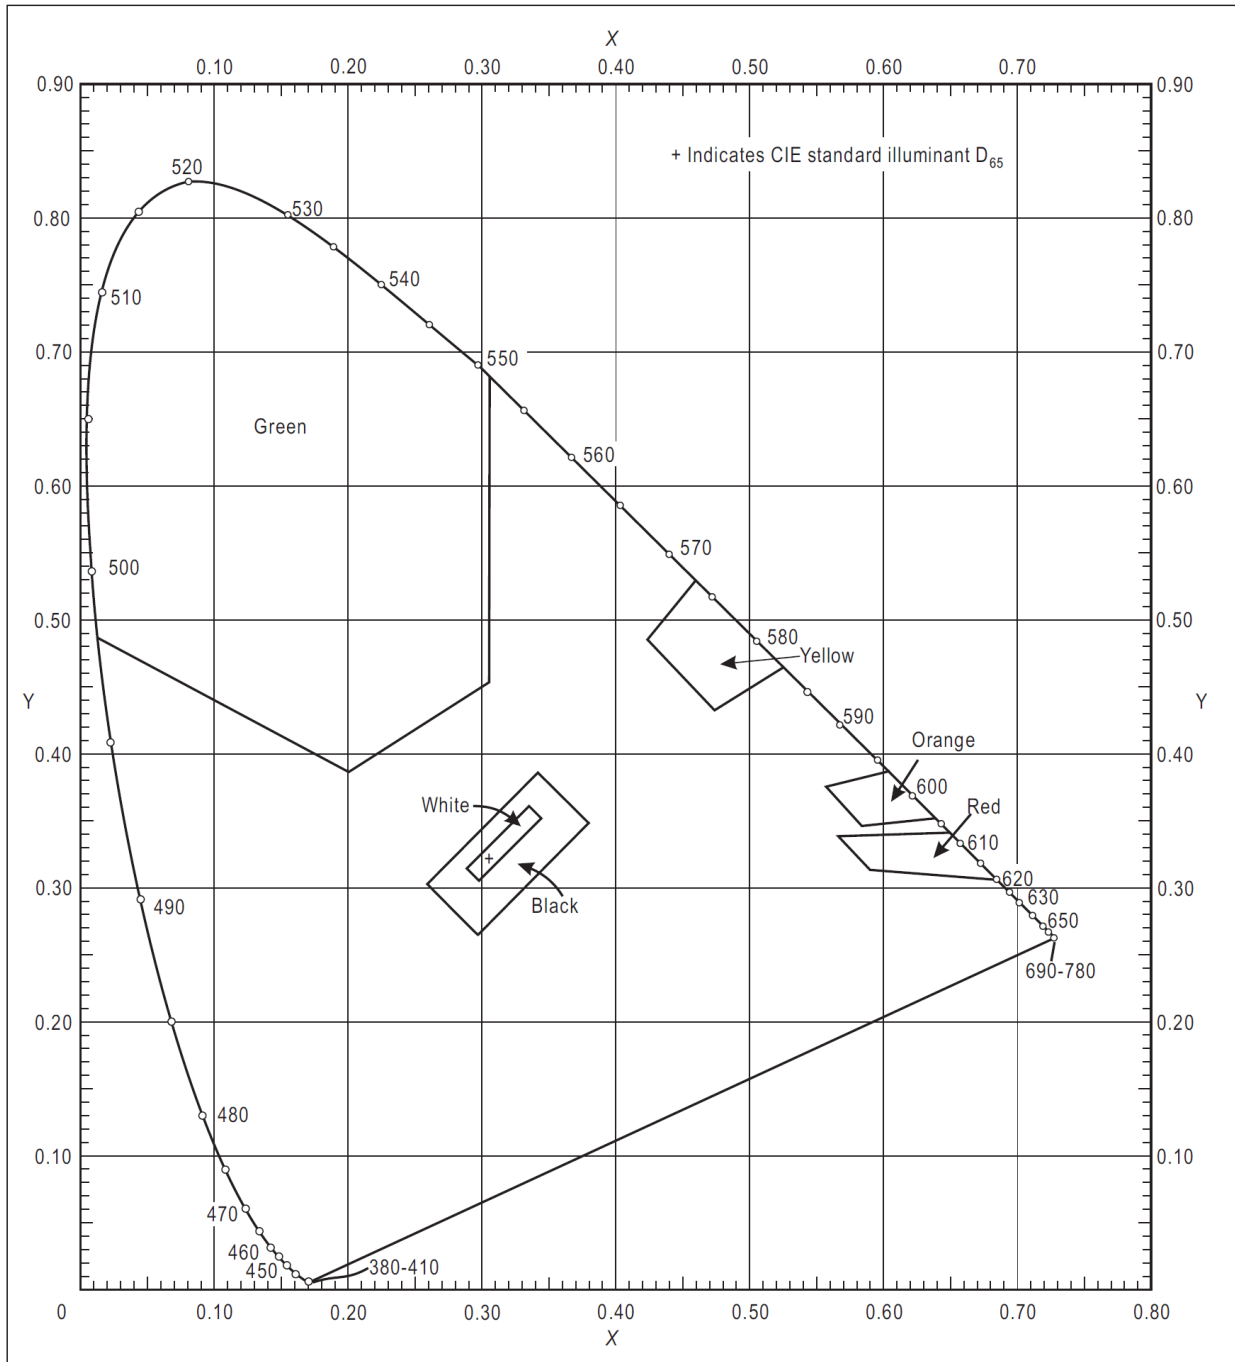 X
0.10 0.20 0.30 0.40 0.50 0.60 0.70
0.90 0.90
+ Indicates CIE standard illuminant D65
520
530
0.80 0.80
540
510
0.70 550 0.70
Green
560
0.60 0.60
570
500
0.50 0.50
580
Yellow
Y Y
590
Orange
0.40 0.40
600
White Red
610
620
0.30 0.30
630
490
Black
650
690-780
0.20 0.20
480
0.10 0.10
470
460
450 380-410
0 0.10 0.20 0.30 0.40 0.50 0.60 0.70 0.80
X